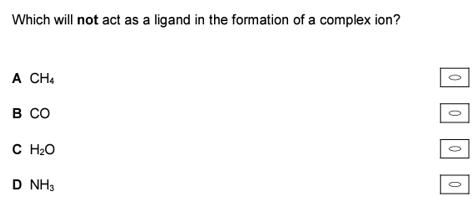 Which will not act as a ligand in the formation of a complex ion?
A CH₄
B CO
C H₂O
D NH₃